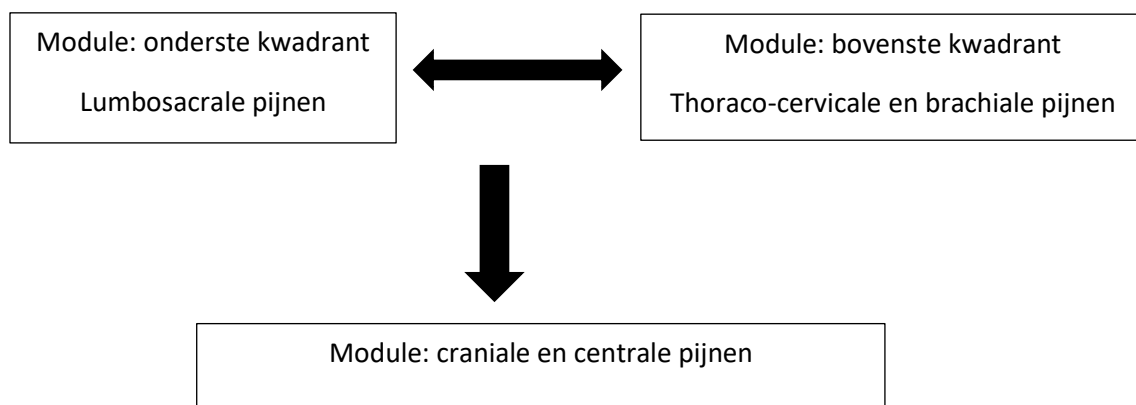 Module: onderste kwadrant
Lumbosacrale pijnen
Module: bovenste kwadrant
Thoraco-cervicale en brachiale pijnen
Module: craniale en centrale pijnen